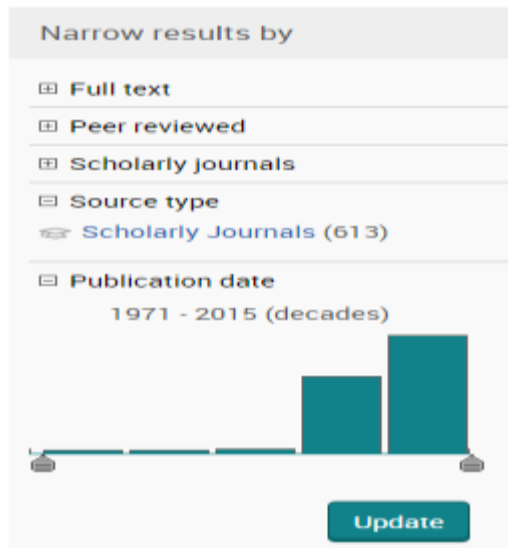 Narrow results by
Full text
Peer reviewed
Scholarly journals
Source type
Scholarly Journals (613)
Publication date
1971 - 2015 (decades)
Update